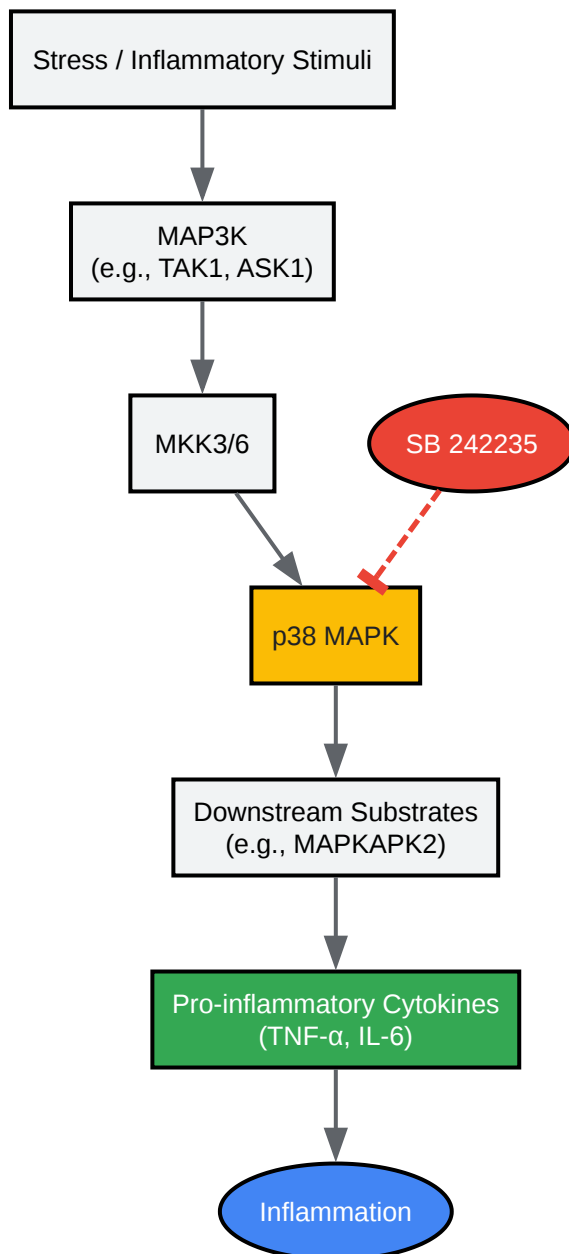 Stress / Inflammatory Stimuli
MAP3K
(e.g., TAK1, ASK1)
MKK3/6
SB 242235
p38 MAPK
Downstream Substrates
(e.g., MAPKAPK2)
Pro-inflammatory Cytokines
(TNF-α, IL-6)
Inflammation